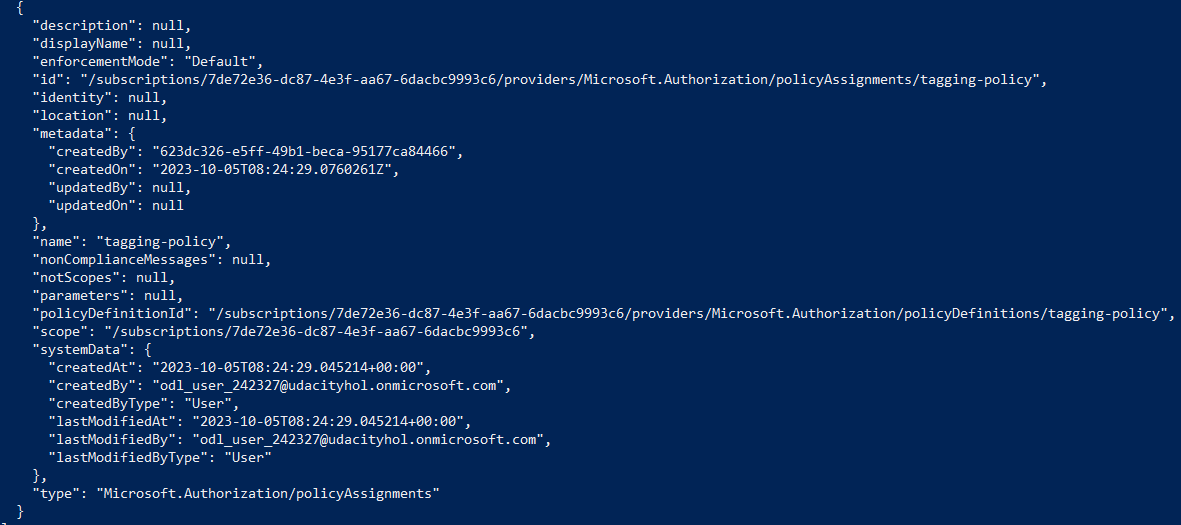 {
"description": null,
"displayName": null,
"enforcementMode": "Default",
"id": "/subscriptions/7de72e36-dc87-4e3f-aa67-6dacbc9993c6/providers/Microsoft.Authorization/policyAssignments/tagging-policy",
"identity": null,
"location": null,
"metadata": {
"createdBy": "623dc326-e5ff-49b1-beca-95177ca84466",
"createdOn": "2023-10-05T08:24:29.0760261Z",
"updatedBy": null,
"updatedOn": null
},
"name": "tagging-policy",
"nonComplianceMessages": null,
"notScopes": null,
"parameters": null,
"policyDefinitionId": "/subscriptions/7de72e36-dc87-4e3f-aa67-6dacbc9993c6/providers/Microsoft.Authorization/policyDefinitions/tagging-policy",
"scope": "/subscriptions/7de72e36-dc87-4e3f-aa67-6dacbc9993c6",
"systemData": {
"createdAt": "2023-10-05T08:24:29.045214+00:00",
"createdBy": "odl_user_242327@udacityhol.onmicrosoft.com",
"createdByType": "User",
"lastModifiedAt": "2023-10-05T08:24:29.045214+00:00",
"lastModifiedBy": "odl_user_242327@udacityhol.onmicrosoft.com",
"lastModifiedByType": "User"
},
"type": "Microsoft.Authorization/policyAssignments"
}